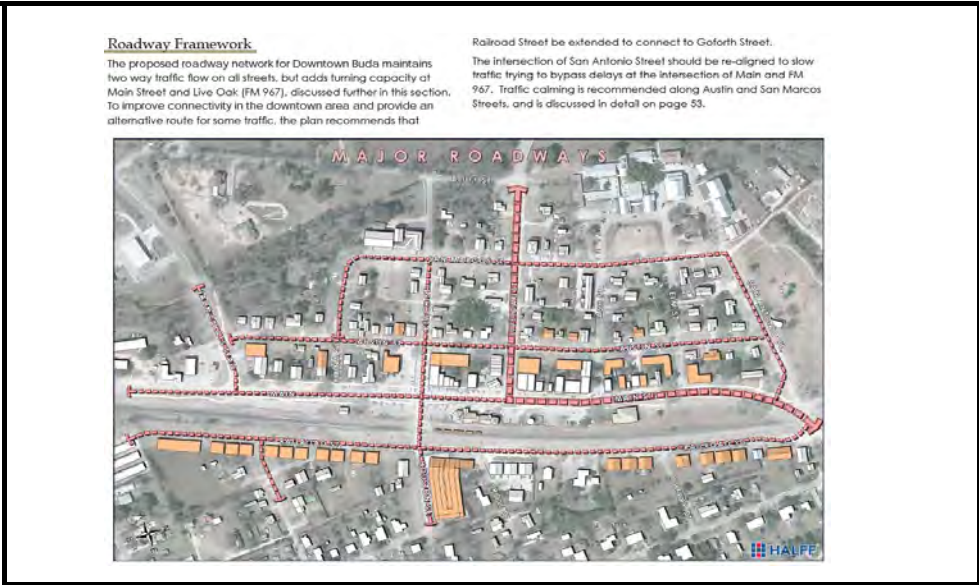 Roadway Framework
The proposed roadway network for Downtown Buda maintains
two way traffic flow on all streets, but adds turning capacity at
Main Street and Live Oak (FM 967), discussed further in this section.
To improve connectivity in the downtown area and provide an
alternative route for some traffic, the plan recommends that
Railroad Street be extended to connect to Goforth Street.
The intersection of San Antonio Street should be re-aligned to slow
traffic trying to bypass delays at the intersection of Main and FM
967. Traffic calming is recommended along Austin and San Marcos
Streets, and is discussed in detail on page 53.
MAJOR ROADWAYS
HALFF